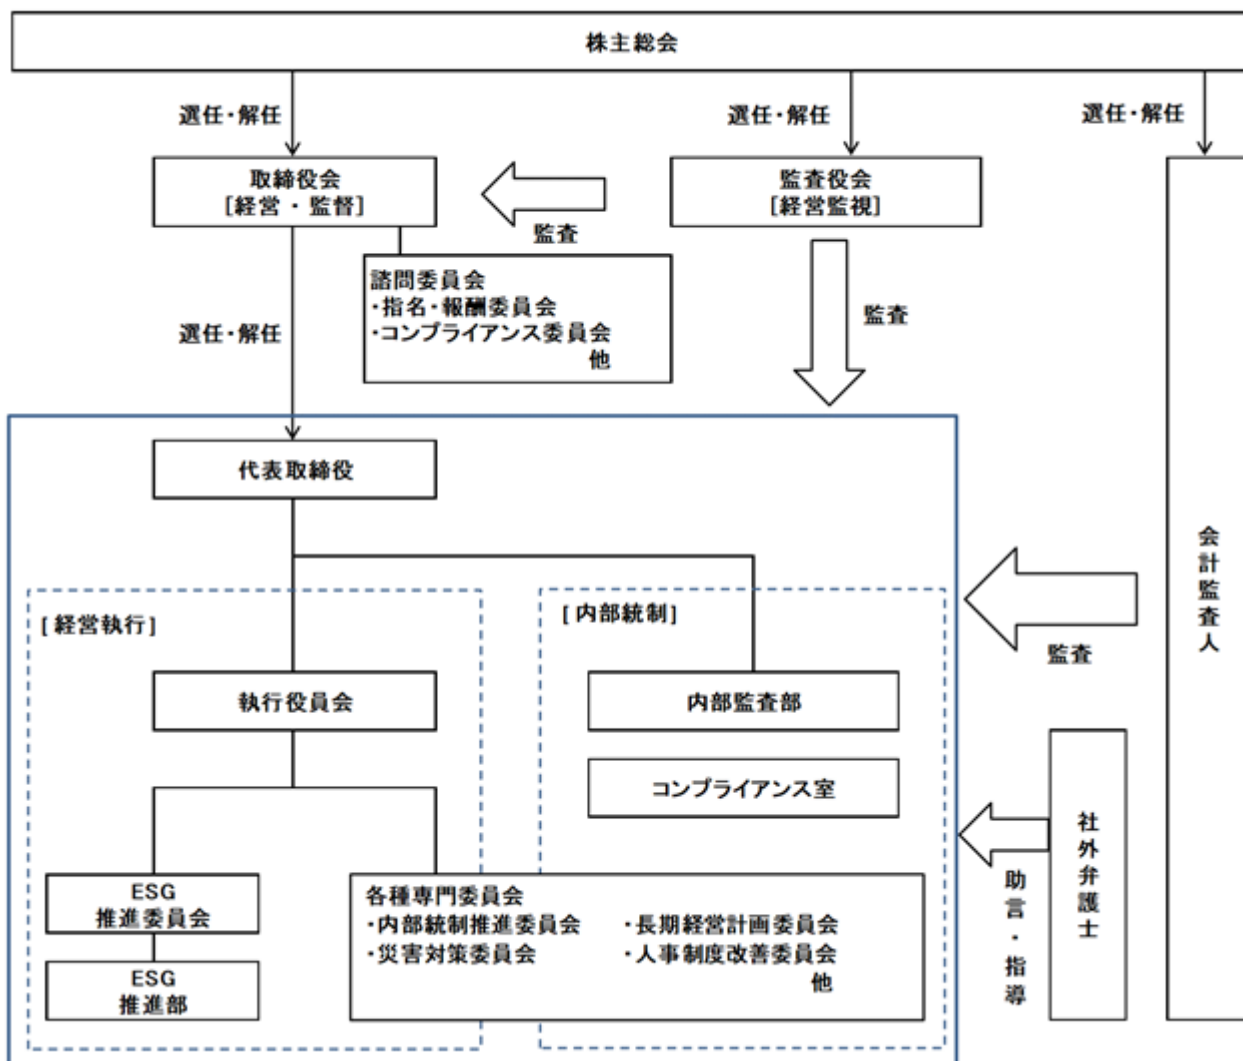 株主総会
選任・解任
選任・解任
選任・解任
取締役会
[経営 ・ 監督]
監査
監査役会
[経営監視]
諮問委員会
・指名・報酬委員会
・コンプライアンス委員会
他
監査
選任・解任
代表取締役
会計監査人
監査
[経営執行]
[内部統制]
執行役員会
内部監査部
コンプライアンス室
社外弁護士
助言・指導
ESG
推進委員会
ESG
推進部
各種専門委員会
・内部統制推進委員会 ・長期経営計画委員会
・災害対策委員会 ・人事制度改善委員会
他